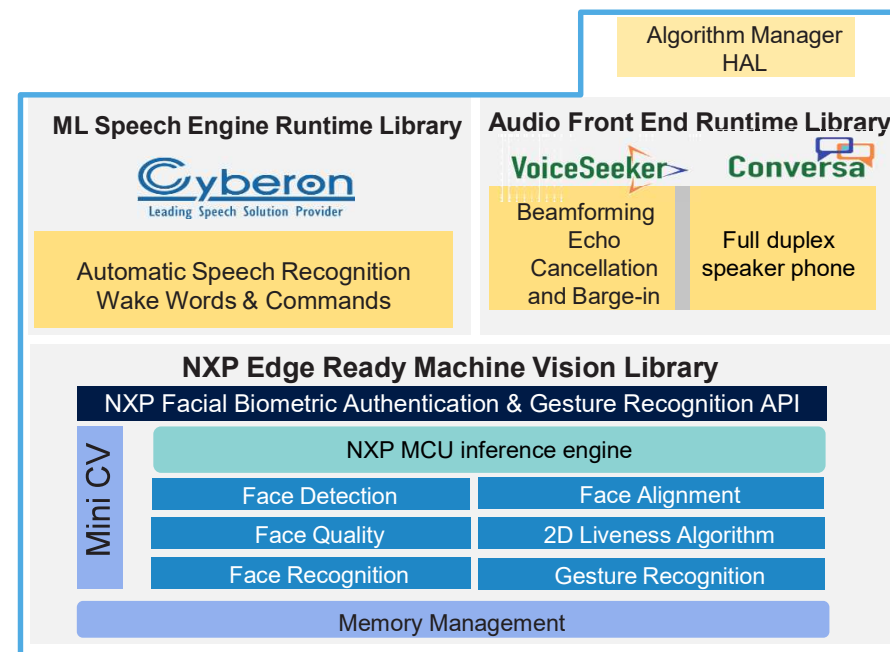 Algorithm Manager
HAL
ML Speech Engine Runtime Library
Cyberon
Leading Speech Solution Provider
Automatic Speech Recognition
Wake Words & Commands
Audio Front End Runtime Library
VoiceSeeker
Conversa
Beamforming
Echo
Cancellation
and Barge-in
Full duplex
speaker phone
NXP Edge Ready Machine Vision Library
NXP Facial Biometric Authentication & Gesture Recognition API
Mini CV
NXP MCU inference engine
Face Detection
Face Alignment
Face Quality
2D Liveness Algorithm
Face Recognition
Gesture Recognition
Memory Management